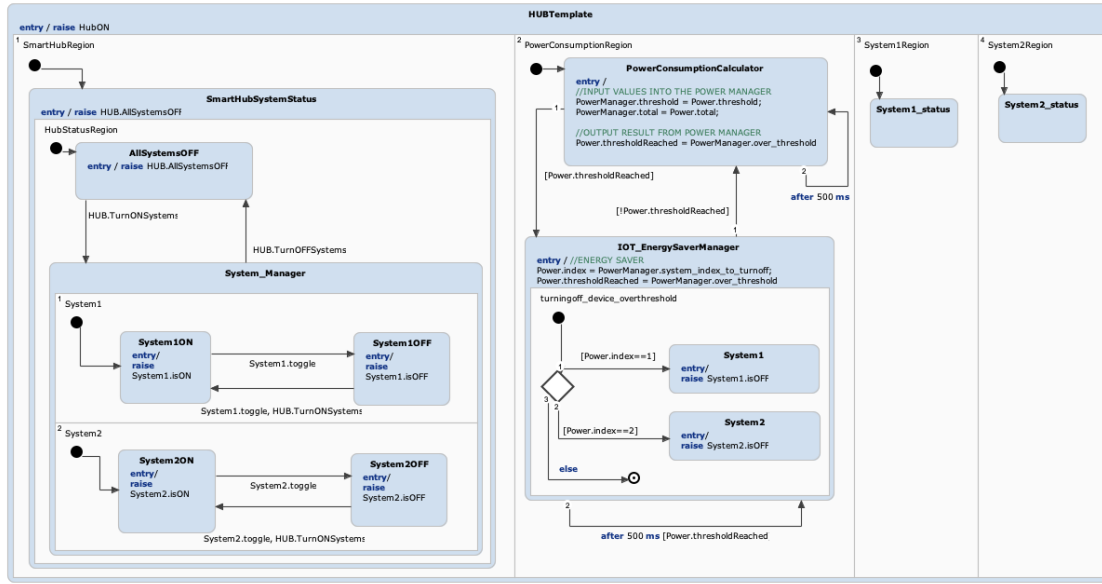 HUBTemplate
entry / raise HubON
1
SmartHubRegion
SmartHubSystemStatus
entry / raise HUB.AllSystemsOFF
HubStatusRegion
AllSystemsOFF
entry / raise HUB.AllSystemsOFF
HUB.TurnONSystems
HUB.TurnOFFSystems
System_Manager
1
System1
System1ON
entry/
raise
System1.isON
System1.toggle
System1OFF
entry/
raise
System1.isOFF
System1.toggle, HUB.TurnONSystems
2
System2
System2ON
entry/
raise
System2.isON
System2.toggle
System2OFF
entry/
raise
System2.isOFF
System2.toggle, HUB.TurnONSystems
2
PowerConsumptionRegion
PowerConsumptionCalculator
entry /
//INPUT VALUES INTO THE POWER MANAGER
PowerManager.threshold = Power.threshold;
PowerManager.total = Power.total;
//OUTPUT RESULT FROM POWER MANAGER
Power.thresholdReached = PowerManager.over_threshold
1
[Power.thresholdReached]
2
after 500 ms
[!Power.thresholdReached]
1
IOT_EnergySaverManager
entry / //ENERGY SAVER
Power.index = PowerManager.system_index_to_turnoff;
Power.thresholdReached = PowerManager.over_threshold
turningoff_device_overthreshold
1
[Power.index==1]
System1
entry/
raise System1.isOFF
3
2
[Power.index==2]
System2
entry/
raise System2.isOFF
else
2
after 500 ms [Power.thresholdReached
3
System1Region
System1_status
4
System2Region
System2_status